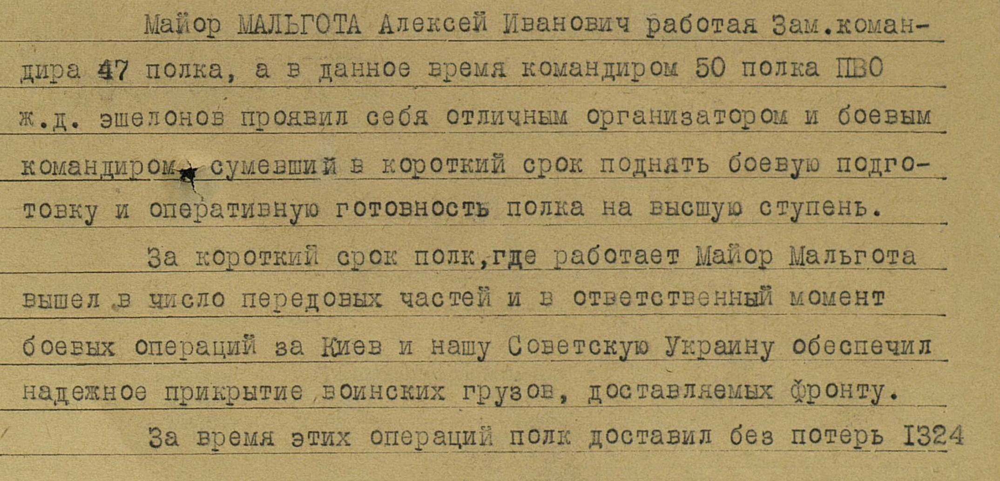 Майор МАЛЬГОТА Алексей Иванович работая Зам.коман-
дира 47 полка, а в данное время командиром 50 полка ПВО
ж.д. эшелонов проявил себя отличным организатором и боевым
командиром, сумевший в короткий срок поднять боевую подго-
товку и оперативную готовность полка на высшую ступень.
За короткий срок полк,где работает Майор Мальгота
вышел в число передовых частей и в ответственный момент
боевых операций за Киев и нашу Советскую Украину обеспечил
надежное прикрытие воинских грузов, доставляемых фронту.
За время этих операций полк доставил без потерь I324